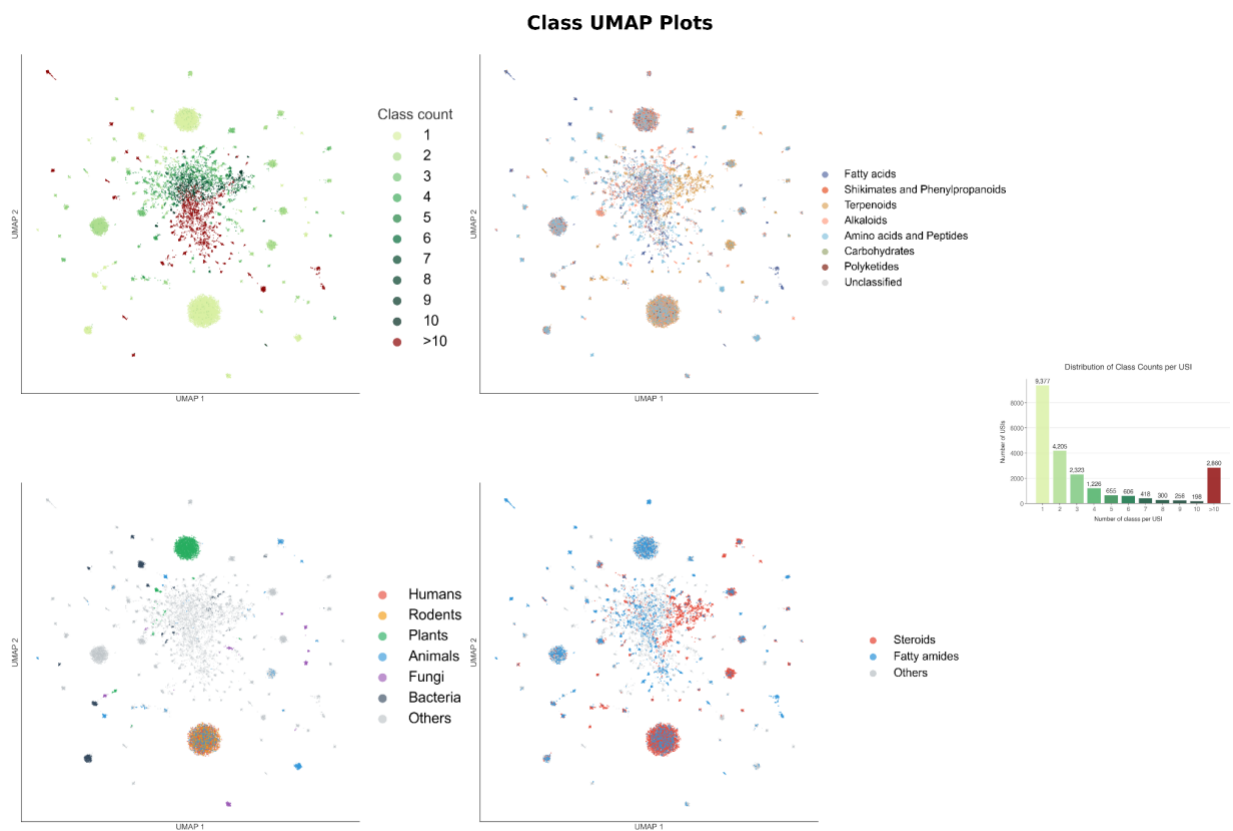 Class UMAP Plots
UMAP 2
UMAP 1
Class count
1
2
3
4
5
6
7
8
9
10
>10
UMAP 2
UMAP 1
Fatty acids
Shikimates and Phenylpropanoids
Terpenoids
Alkaloids
Amino acids and Peptides
Carbohydrates
Polyketides
Unclassified
Distribution of Class Counts per USI
Number of USIs
8000
6000
4000
2000
0
9,377
4,205
2,323
1,226
655
606
418
300
256
198
2,860
1 2 3 4 5 6 7 8 9 10 >10
Number of classs per USI
UMAP 2
UMAP 1
Humans
Rodents
Plants
Animals
Fungi
Bacteria
Others
UMAP 2
UMAP 1
Steroids
Fatty amides
Others